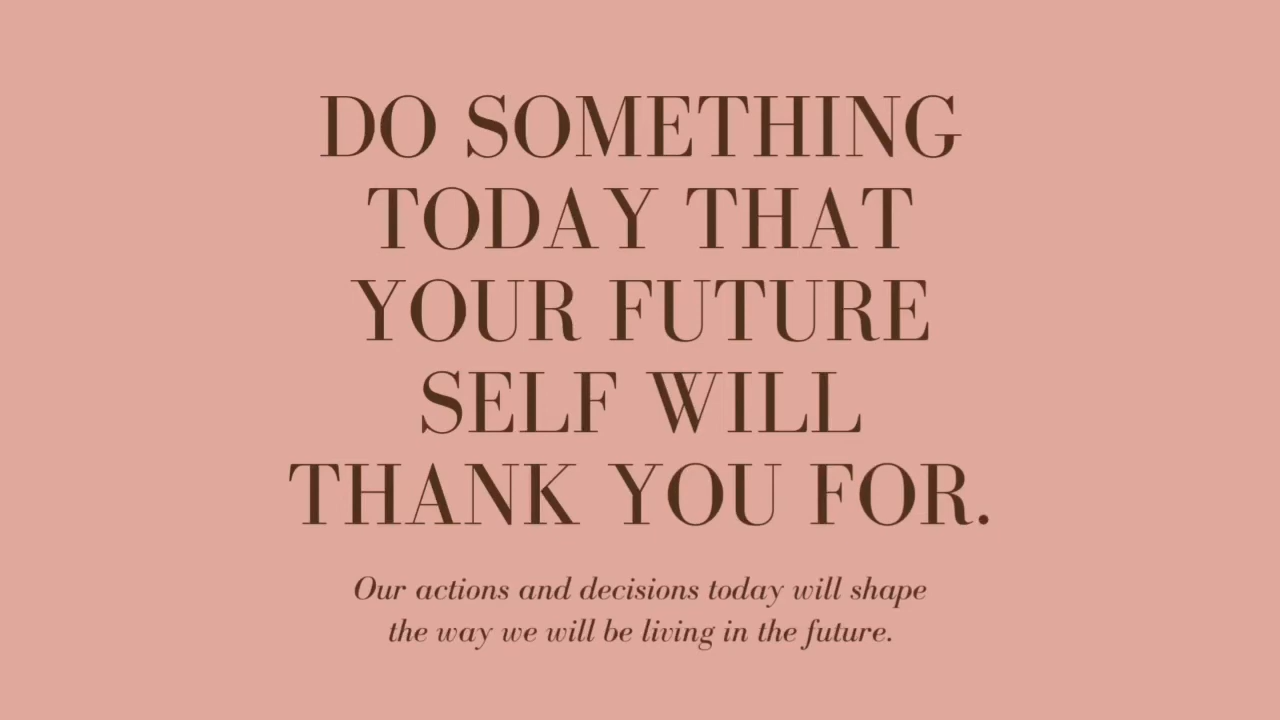 DO SOMETHING
TODAY THAT
YOUR FUTURE
SELF WILL
THANK YOU FOR.
Our actions and decisions today will shape
the way we will be living in the future.